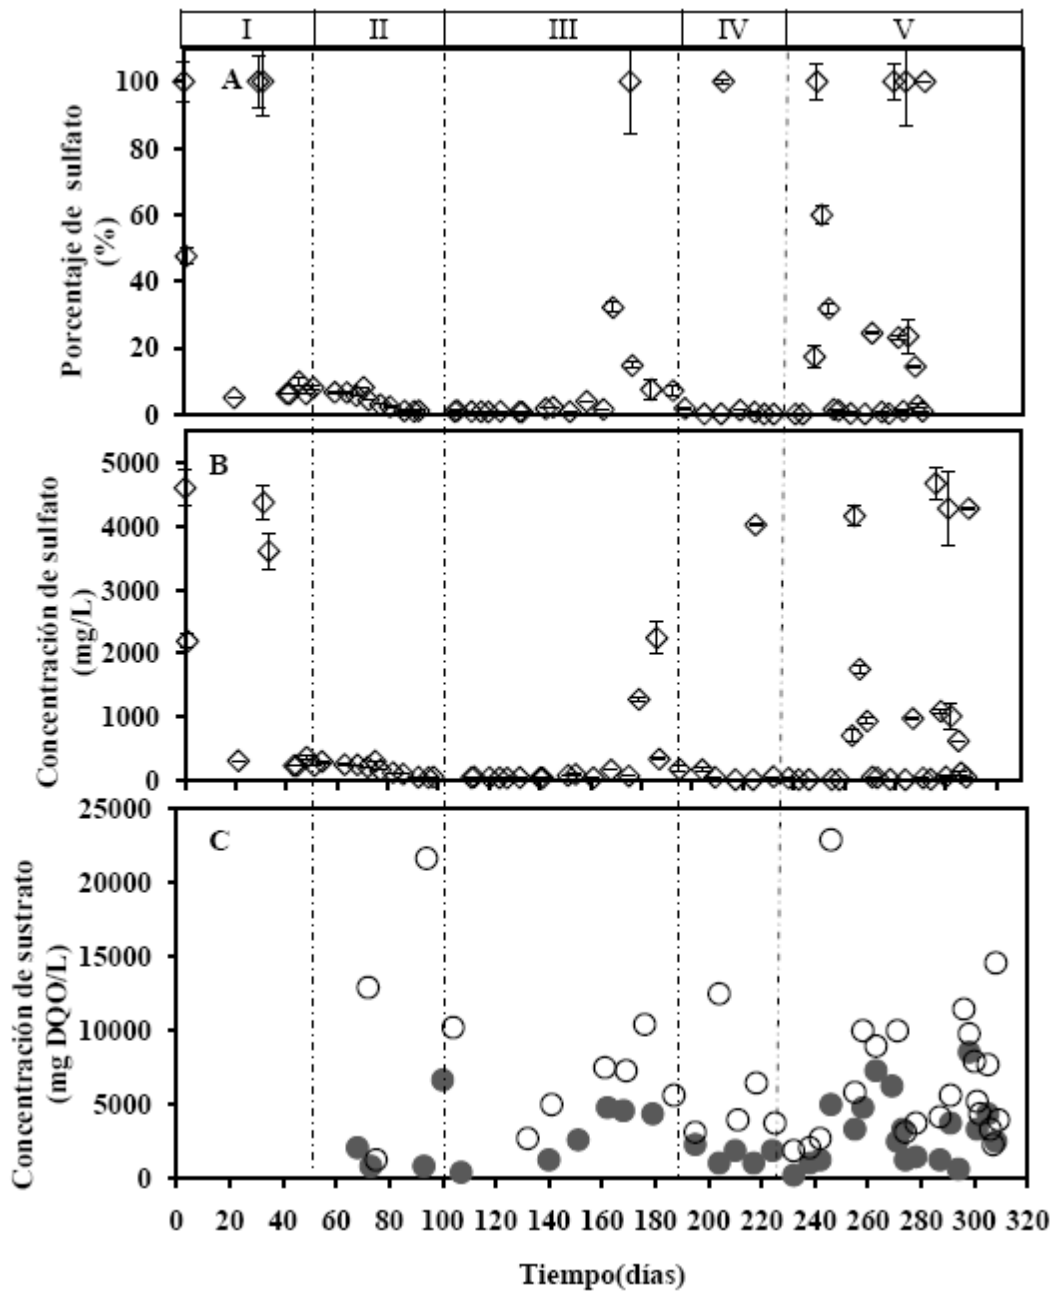 I II III IV V
A
100
80
60
40
20
0
Porcentaje de sulfato
(%)
B
5000
4000
3000
2000
1000
0
Concentración de sulfato
(mg/L)
C
25000
20000
15000
10000
5000
0
Concentración de sustrato
(mg DQO/L)
0 20 40 60 80 100 120 140 160 180 200 220 240 260 280 300 320
Tiempo(días)